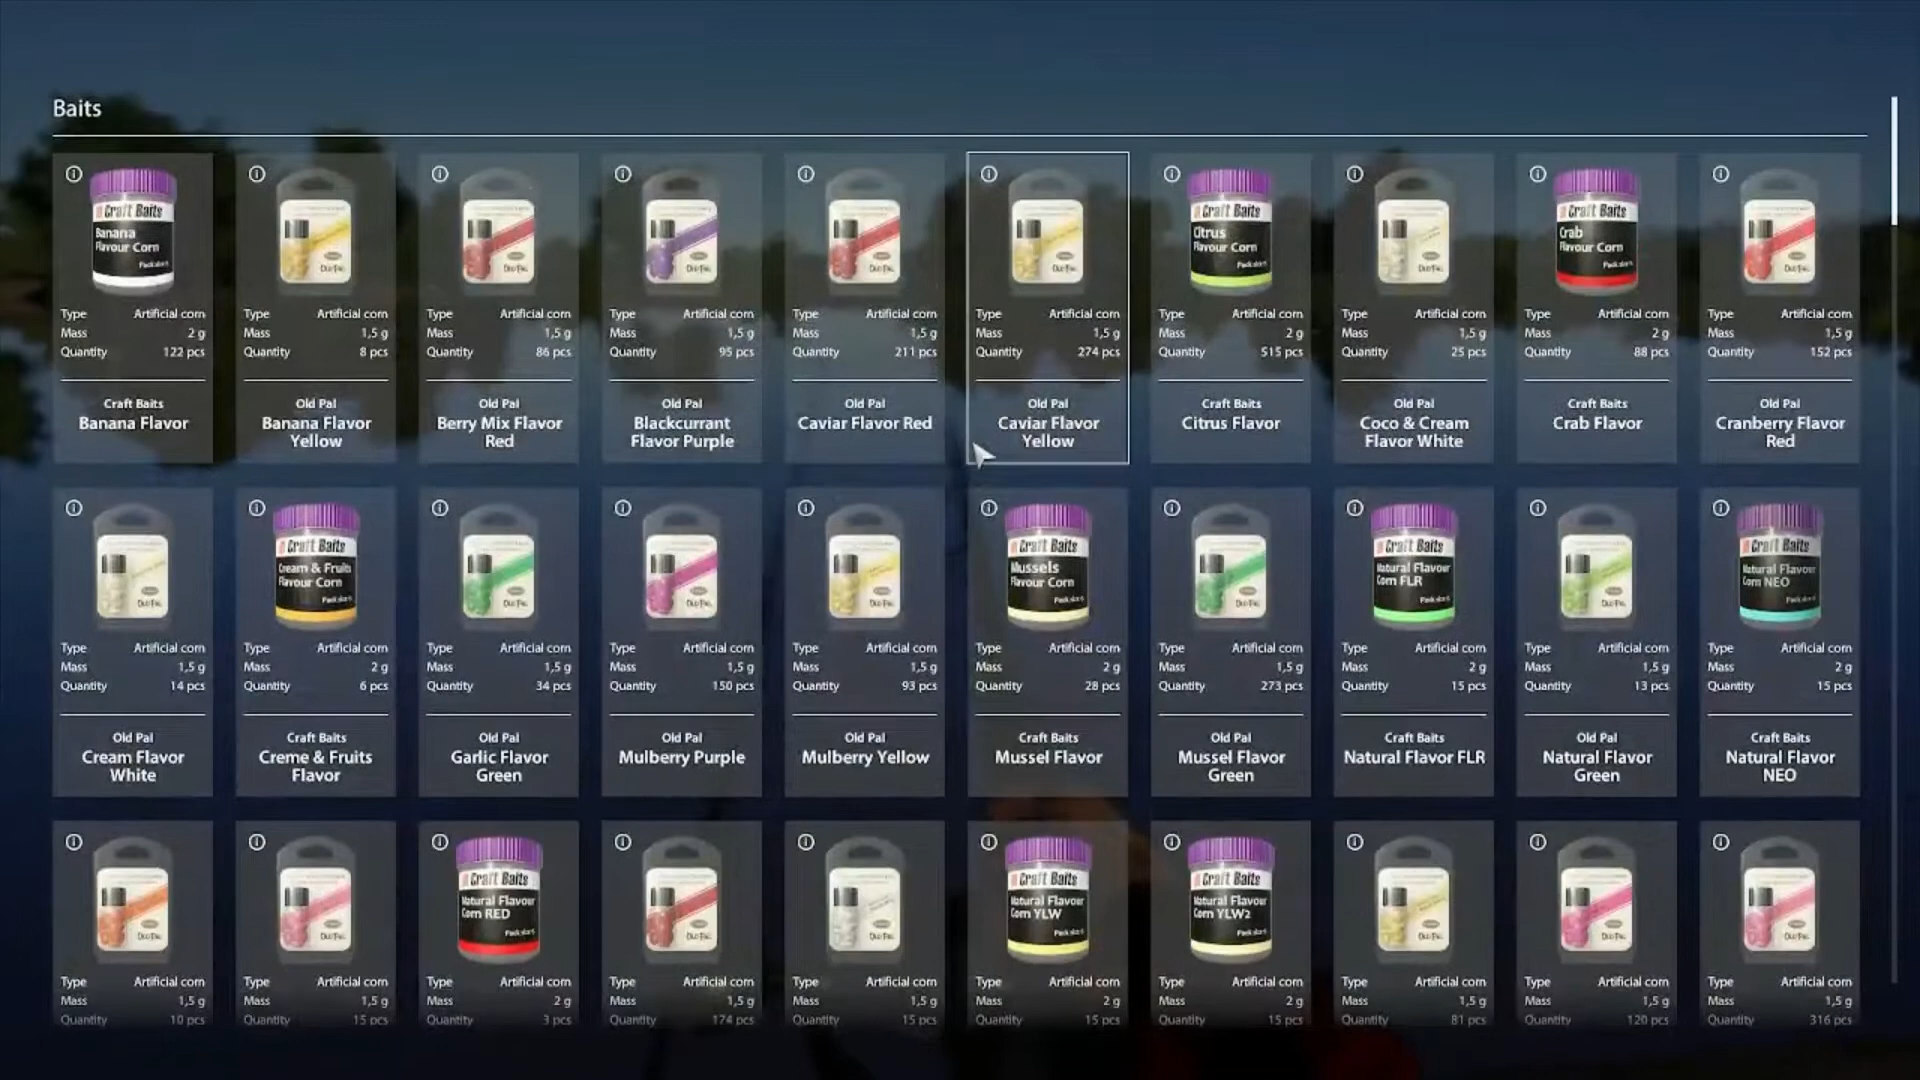 Baits
Craft Baits
Banana
Flavour Corn
Type Artificial corn
Mass 2 g
Quantity 122 pcs
Craft Baits
Banana Flavor
Type Artificial corn
Mass 1,5 g
Quantity 8 pcs
Old Pal
Banana Flavor
Yellow
Type Artificial corn
Mass 1,5 g
Quantity 86 pcs
Old Pal
Berry Mix Flavor
Red
Type Artificial corn
Mass 1,5 g
Quantity 95 pcs
Old Pal
Blackcurrant
Flavor Purple
Type Artificial corn
Mass 1,5 g
Quantity 211 pcs
Old Pal
Caviar Flavor Red
Type Artificial corn
Mass 1,5 g
Quantity 274 pcs
Old Pal
Caviar Flavor
Yellow
Craft Baits
Citrus
Flavour Corn
Type Artificial corn
Mass 2 g
Quantity 515 pcs
Craft Baits
Citrus Flavor
Type Artificial corn
Mass 1,5 g
Quantity 25 pcs
Old Pal
Coco & Cream
Flavor White
Craft Baits
Crab
Flavour Corn
Type Artificial corn
Mass 2 g
Quantity 88 pcs
Craft Baits
Crab Flavor
Type Artificial corn
Mass 1,5 g
Quantity 152 pcs
Old Pal
Cranberry Flavor
Red
Type Artificial corn
Mass 1,5 g
Quantity 14 pcs
Old Pal
Cream Flavor
White
Craft Baits
Cream & Fruits
Flavour Corn
Type Artificial corn
Mass 2 g
Quantity 6 pcs
Craft Baits
Creme & Fruits
Flavor
Type Artificial corn
Mass 1,5 g
Quantity 34 pcs
Old Pal
Garlic Flavor
Green
Type Artificial corn
Mass 1,5 g
Quantity 150 pcs
Old Pal
Mulberry Purple
Type Artificial corn
Mass 1,5 g
Quantity 93 pcs
Old Pal
Mulberry Yellow
Craft Baits
Mussels
Flavour Corn
Type Artificial corn
Mass 2 g
Quantity 28 pcs
Craft Baits
Mussel Flavor
Type Artificial corn
Mass 1,5 g
Quantity 273 pcs
Old Pal
Mussel Flavor
Green
Craft Baits
Natural Flavour
Corn FLR
Type Artificial corn
Mass 2 g
Quantity 15 pcs
Craft Baits
Natural Flavor FLR
Type Artificial corn
Mass 1,5 g
Quantity 13 pcs
Old Pal
Natural Flavor
Green
Craft Baits
Natural Flavour
Corn NEO
Type Artificial corn
Mass 2 g
Quantity 15 pcs
Craft Baits
Natural Flavor
NEO
Type Artificial corn
Mass 1,5 g
Quantity 10 pcs
Type Artificial corn
Mass 1,5 g
Quantity 15 pcs
Craft Baits
Natural Flavour
Corn RED
Type Artificial corn
Mass 2 g
Quantity 3 pcs
Type Artificial corn
Mass 1,5 g
Quantity 174 pcs
Type Artificial corn
Mass 1,5 g
Quantity 15 pcs
Craft Baits
Natural Flavour
Corn YLW
Type Artificial corn
Mass 2 g
Quantity 15 pcs
Craft Baits
Natural Flavour
Corn YLW2
Type Artificial corn
Mass 2 g
Quantity 15 pcs
Type Artificial corn
Mass 1,5 g
Quantity 81 pcs
Type Artificial corn
Mass 1,5 g
Quantity 120 pcs
Type Artificial corn
Mass 1,5 g
Quantity 316 pcs